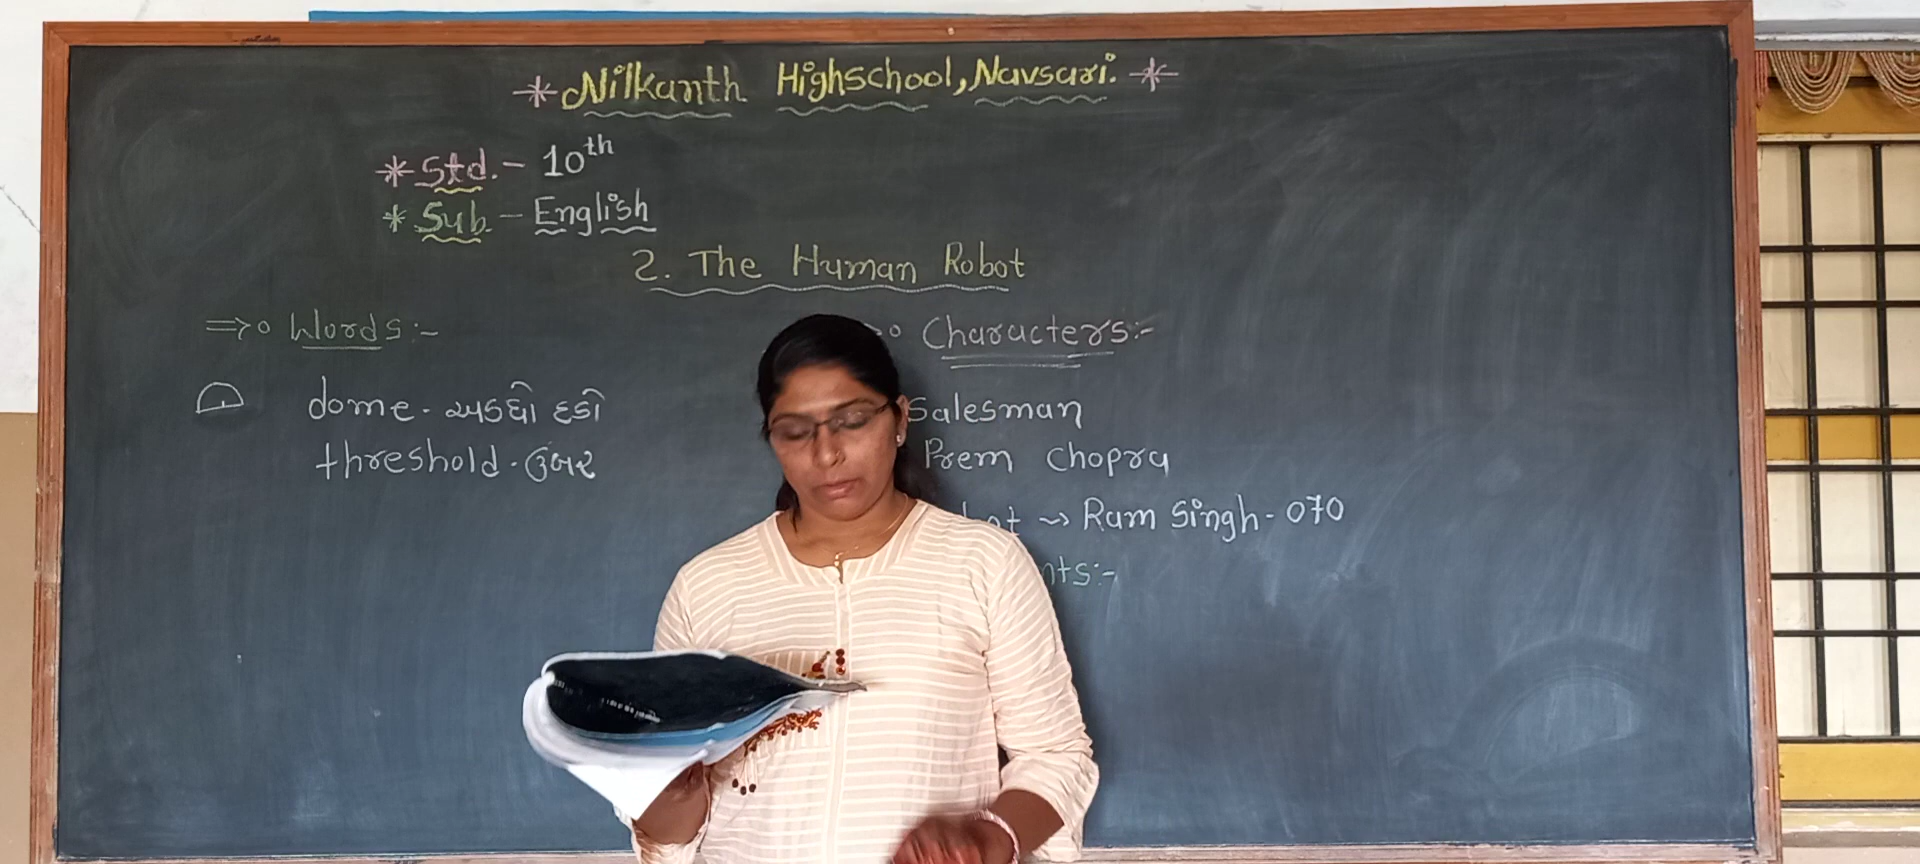 * Nilkanth Highschool, Navsari. *
* Std. - 10th
* Sub. - English
2. The Human Robot
⇒ Words :-
Characters :-
dome - અડધો દડો
threshold - ઉંબર
Salesman
Prem Chopra
→ Ram Singh - 070